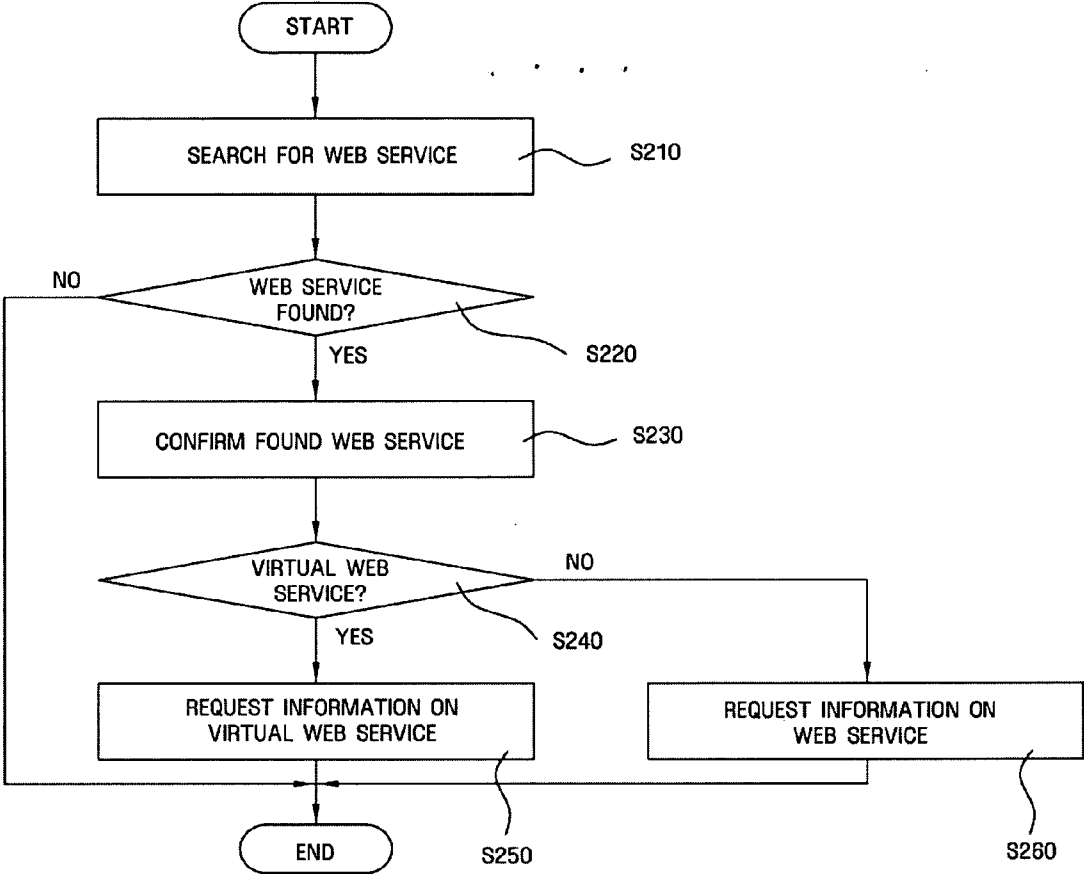 START
SEARCH FOR WEB SERVICE
S210
NO
WEB SERVICE
FOUND?
S220
YES
CONFIRM FOUND WEB SERVICE
S230
VIRTUAL WEB
SERVICE?
NO
S240
YES
REQUEST INFORMATION ON
VIRTUAL WEB SERVICE
REQUEST INFORMATION ON
WEB SERVICE
S250
S260
END